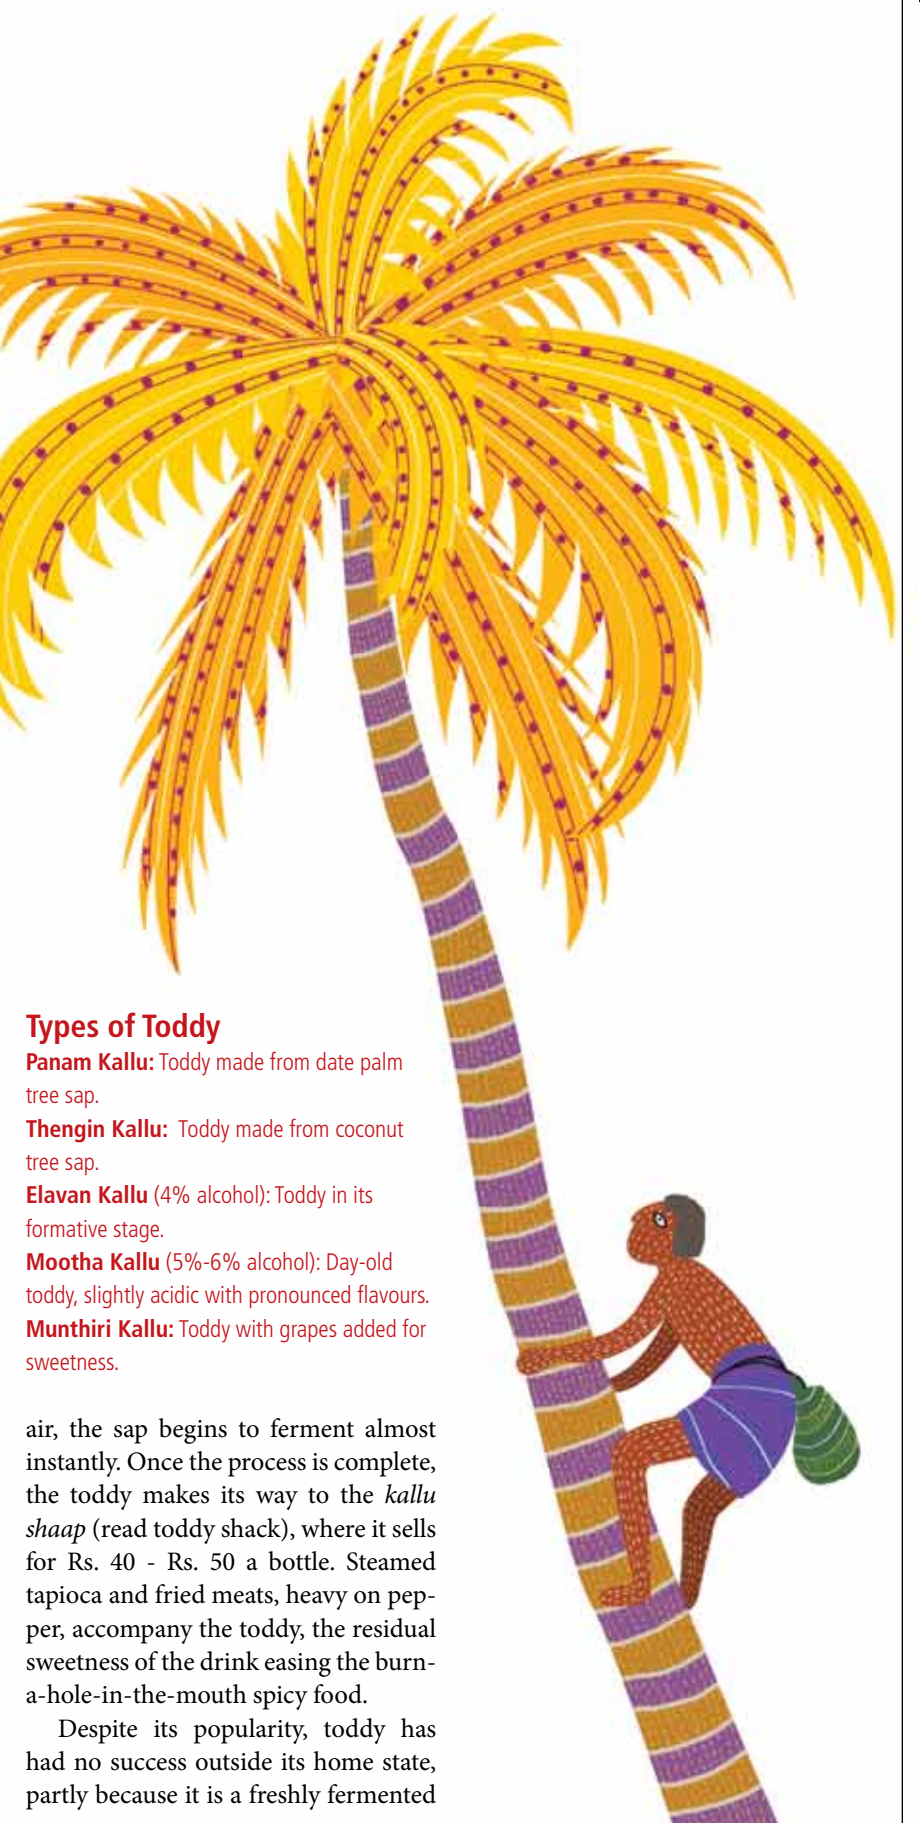 Types of Toddy
Panam Kallu: Toddy made from date palm
tree sap.
Thengin Kallu: Toddy made from coconut
tree sap.
Elavan Kallu (4% alcohol): Toddy in its
formative stage.
Mootha Kallu (5%-6% alcohol): Day-old
toddy, slightly acidic with pronounced flavours.
Munthiri Kallu: Toddy with grapes added for
sweetness.
air, the sap begins to ferment almost
instantly. Once the process is complete,
the toddy makes its way to the kallu
shaap (read toddy shack), where it sells
for Rs. 40 - Rs. 50 a bottle. Steamed
tapioca and fried meats, heavy on pep-
per, accompany the toddy, the residual
sweetness of the drink easing the burn-
a-hole-in-the-mouth spicy food.
Despite its popularity, toddy has
had no success outside its home state,
partly because it is a freshly fermented